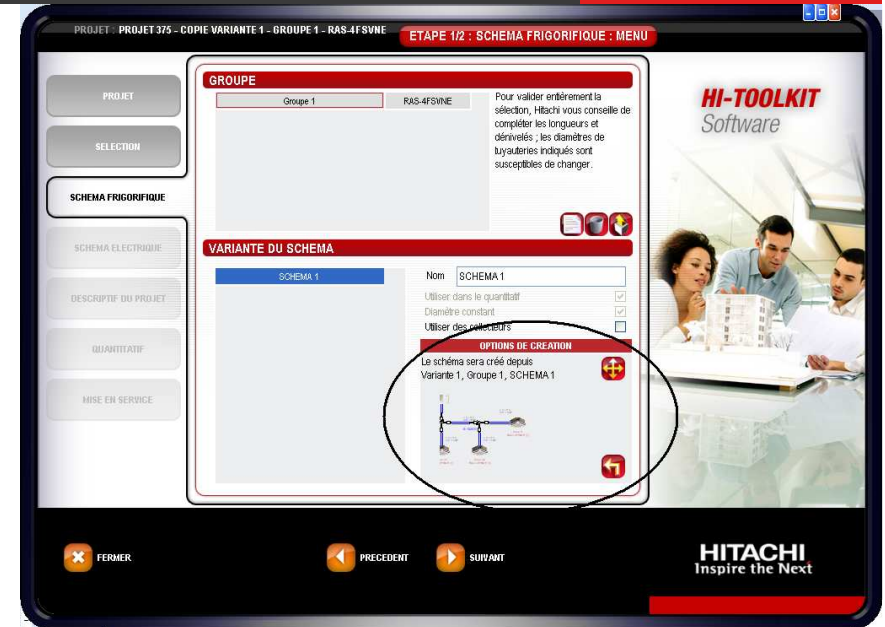 PROJET : PROJET 375 - COPIE VARIANTE 1 - GROUPE 1 - RAS-4FSVNE
ETAPE 1/2 : SCHEMA FRIGORIFIQUE : MENU
PROJET
SELECTION
SCHEMA FRIGORIFIQUE
SCHEMA ELECTRIQUE
DESCRIPTIF DU PROJET
QUANTITATIF
MISE EN SERVICE
GROUPE
Groupe 1
RAS-4FSVNE
Pour valider entièrement la
sélection, Hitachi vous conseille de
compléter les longueurs et
dénivelés ; les diamètres de
tuyauteries indiqués sont
susceptibles de changer.
VARIANTE DU SCHEMA
SCHEMA 1
Nom
SCHEMA 1
Utiliser dans le quantitatif
Diamètre constant
Utiliser des collecteurs
OPTIONS DE CREATION
Le schéma sera créé depuis
Variante 1, Groupe 1, SCHEMA 1
HI-TOOLKIT
Software
FERMER
PRECEDENT
SUIVANT
HITACHI
Inspire the Next